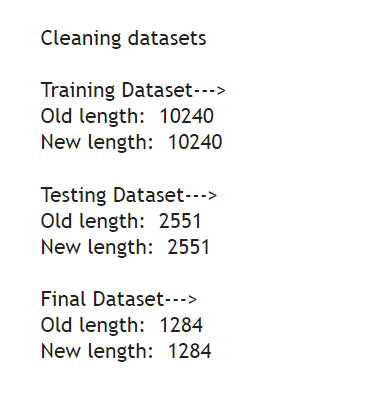 Cleaning datasets
Training Dataset--->
Old length:  10240
New length:  10240
Testing Dataset--->
Old length:  2551
New length:  2551
Final Dataset--->
Old length:  1284
New length:  1284